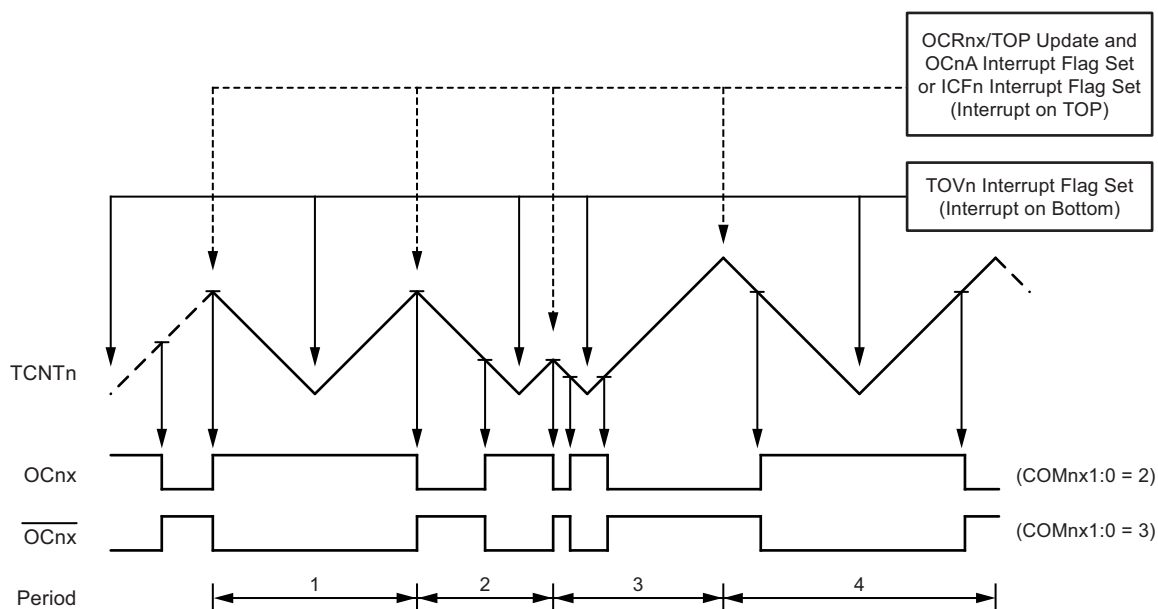 OCRnx/TOP Update and
OCnA Interrupt Flag Set
or ICFn Interrupt Flag Set
(Interrupt on TOP)
TOVn Interrupt Flag Set
(Interrupt on Bottom)
TCNTn
OCnx
(COMnx1:0 = 2)
OCnx
(COMnx1:0 = 3)
Period
1
2
3
4